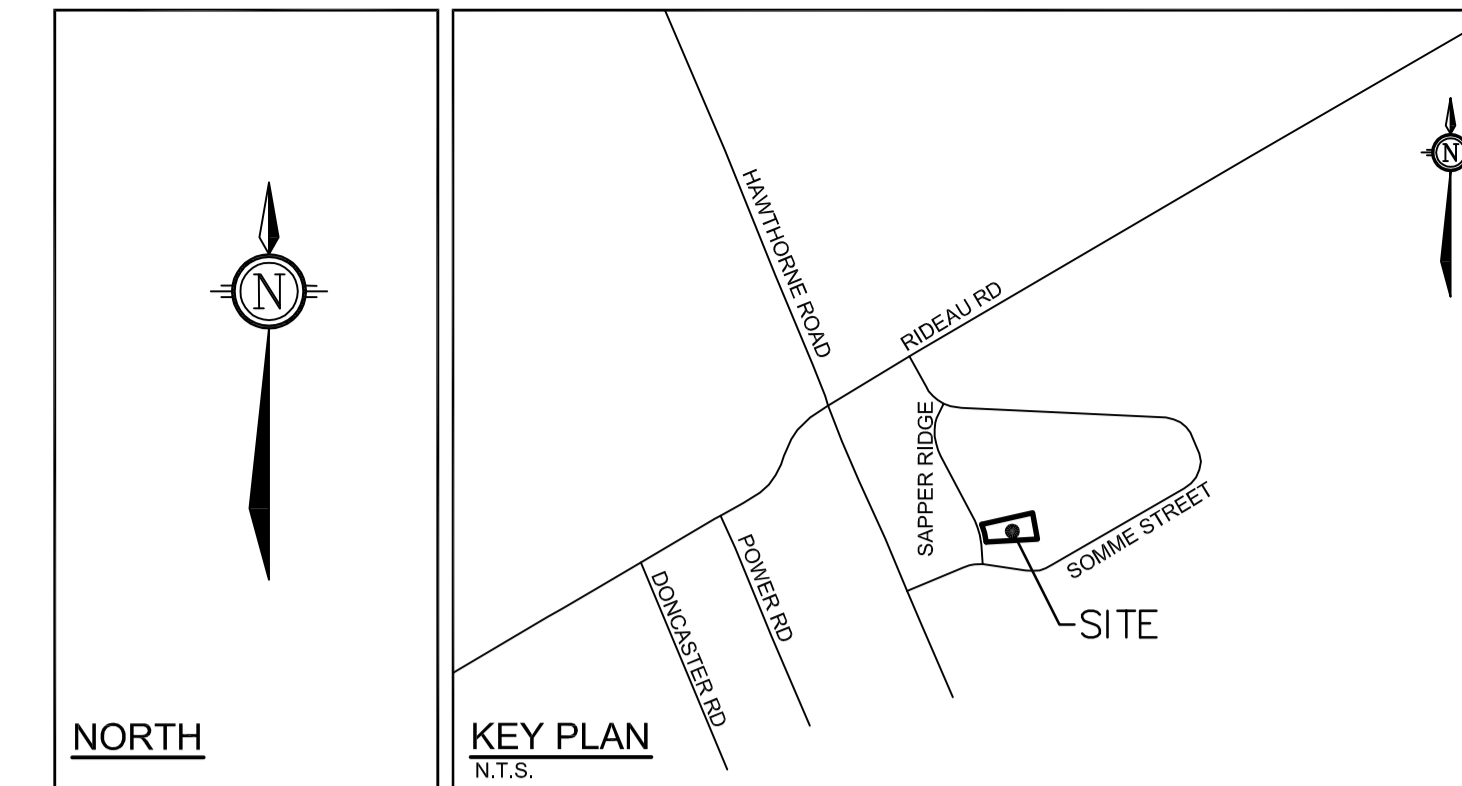 N
NORTH
HAWTHORNE ROAD
RIDEAU RD
N
SAPPER RIDGE
SOMME STREET
POWER RD
DONCASTER RD
SITE
KEY PLAN
N.T.S.